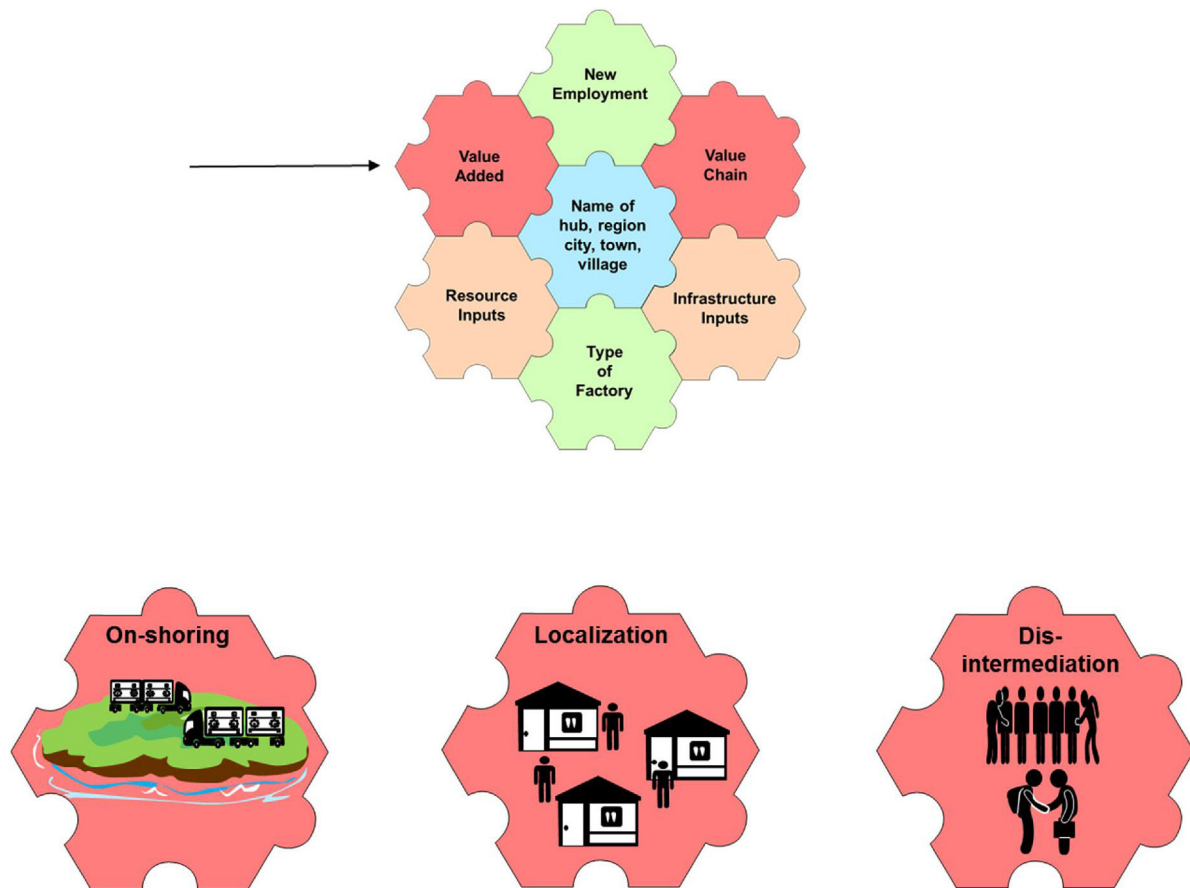 New
Employment
Value
Added
Value
Chain
Name of
hub, region
city, town,
village
Resource
Inputs
Infrastructure
Inputs
Type
of
Factory
On-shoring
Localization
Dis-
intermediation